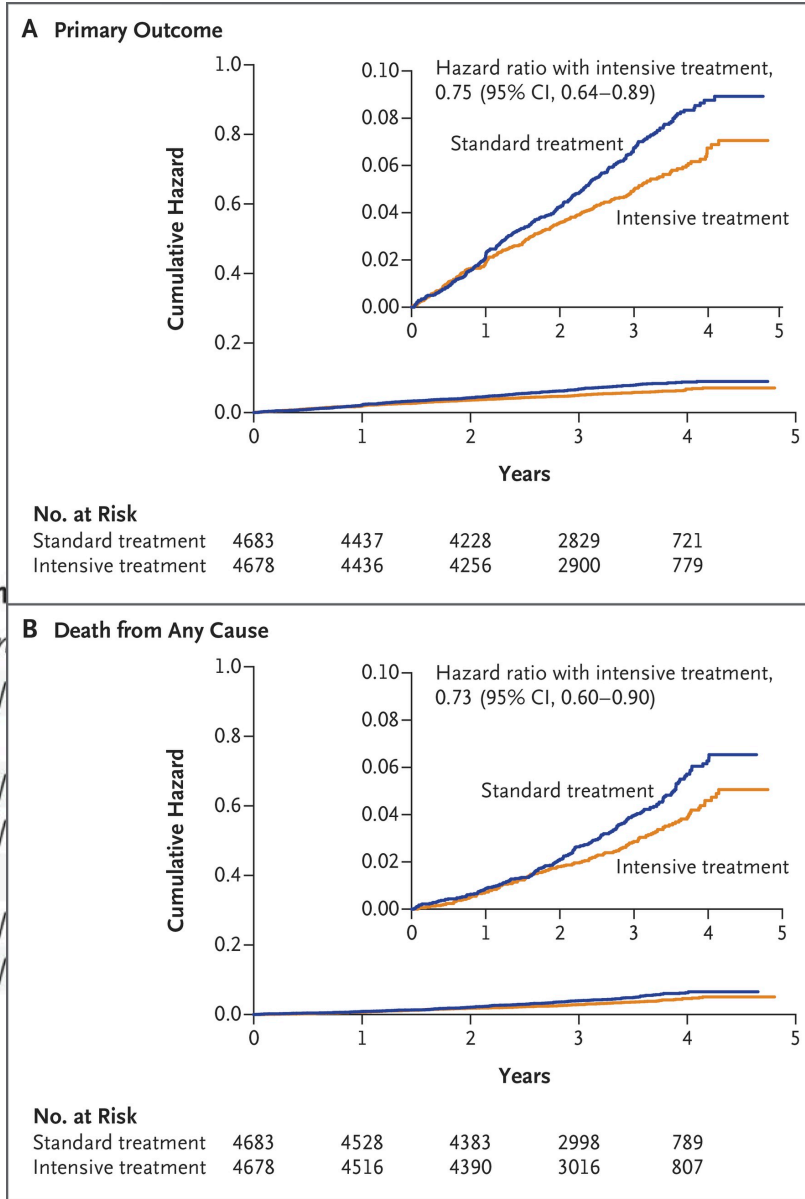 A Primary Outcome
Cumulative Hazard
1.0
0.8
0.6
0.4
0.2
0.0
0 1 2 3 4 5
Years
0.10
0.08
0.06
0.04
0.02
0.00
0 1 2 3 4 5
Hazard ratio with intensive treatment,
0.75 (95% CI, 0.64–0.89)
Standard treatment
Intensive treatment
No. at Risk
Standard treatment 4683 4437 4228 2829 721
Intensive treatment 4678 4436 4256 2900 779
B Death from Any Cause
Cumulative Hazard
1.0
0.8
0.6
0.4
0.2
0.0
0 1 2 3 4 5
Years
0.10
0.08
0.06
0.04
0.02
0.00
0 1 2 3 4 5
Hazard ratio with intensive treatment,
0.73 (95% CI, 0.60–0.90)
Standard treatment
Intensive treatment
No. at Risk
Standard treatment 4683 4528 4383 2998 789
Intensive treatment 4678 4516 4390 3016 807